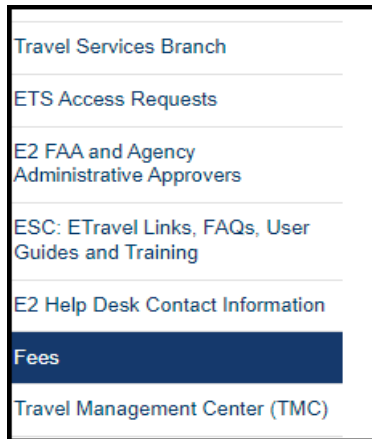 Travel Services Branch
ETS Access Requests
E2 FAA and Agency
Administrative Approvers
ESC: ETravel Links, FAQs, User
Guides and Training
E2 Help Desk Contact Information
Fees
Travel Management Center (TMC)